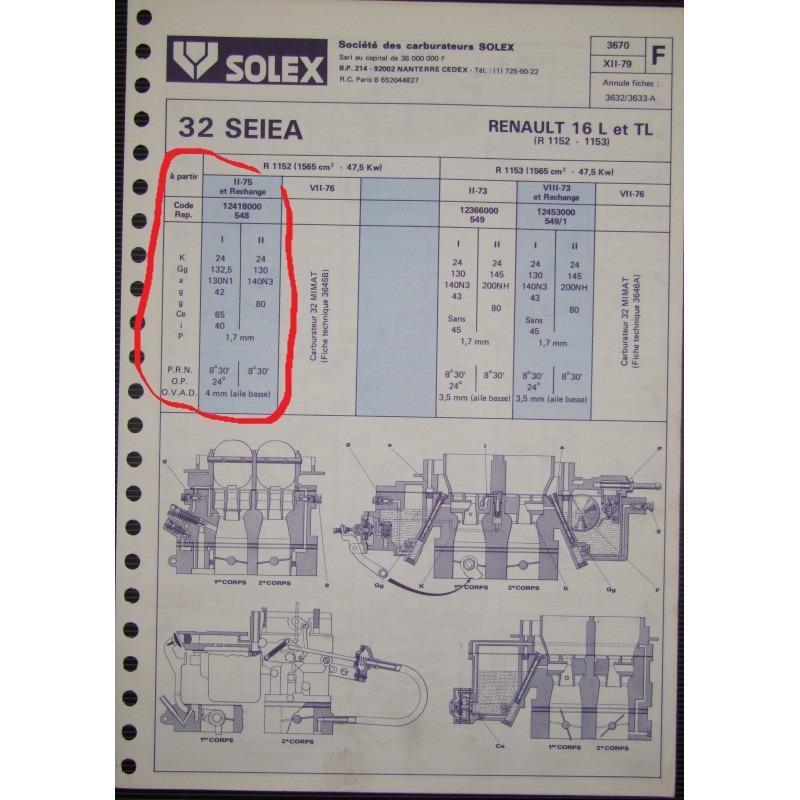 SOLEX
Société des carburateurs SOLEX
Sarl au capital de 36 000 000 F
B.P. 214 - 92002 NANTERRE CEDEX - Tél. : (1) 725-90-22
R.C. Paris B 652044827
3670
XII-79
F
Annule fiches :
3632/3633-A
32 SEIEA
RENAULT 16 L et TL
(R 1152 - 1153)
à partir
R 1152 (1565 cm³ - 47,5 Kw)
R 1153 (1565 cm³ - 47,5 Kw)
II-75 et Rechange
VII-76
II-73
VIII-73 et Rechange
VII-76
Code Rep.
12418000 548
12366000 549
12453000 549/1
I II I II I II
K 24 24 24 24 24 24
Gg 132,5 130 130 145 130 145
a 130N1 140N3 140N3 200NH 140N3 200NH
g 42 43 43
g 80 80 80
Ce 65 Sans Sans
i 40 45 45
P 1,7 mm 1,7 mm 1,7 mm
P.R.N. 8°30' 8°30' 8°30' 8°30' 8°30' 8°30'
O.P. 24° 24° 24°
O.V.A.D. 4 mm (aile basse) 3,5 mm (aile basse) 3,5 mm (aile basse)
Carburateur 32 MIMAT
(Fiche technique 3645B)
Carburateur 32 MIMAT
(Fiche technique 3646A)
g g
1er CORPS 2e CORPS
g a i a P
g
Gg K 1er CORPS 2e CORPS K Gg F
1er CORPS 2e CORPS
Ce 1er CORPS 2e CORPS